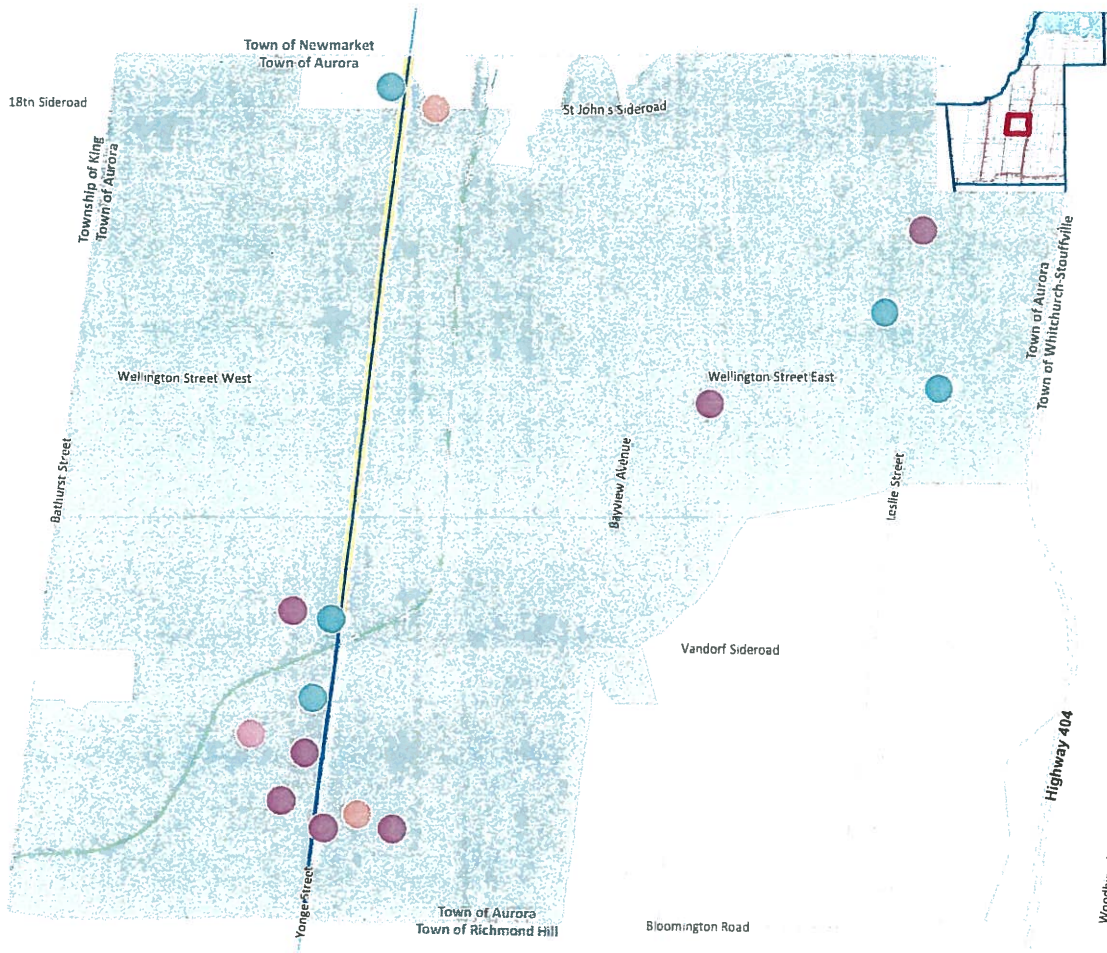 Town of Newmarket
Town of Aurora
18th Sideroad
St John's Sideroad
Township of King
Town of Aurora
Town of Aurora
Town of Whitchurch-Stouffville
Wellington Street West
Wellington Street East
Bathurst Street
Bayview Avenue
Leslie Street
Vandorf Sideroad
Highway 404
Yonge Street
Town of Aurora
Town of Richmond Hill
Bloomington Road